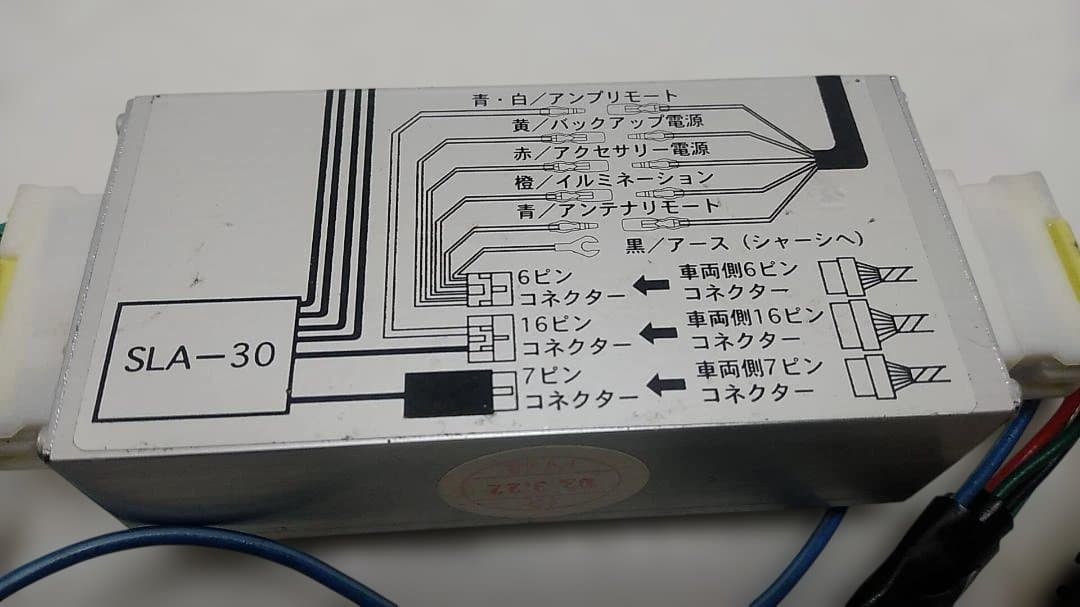 青・白／アンプリモート
黄／バックアップ電源
赤／アクセサリー電源
橙／イルミネーション
青／アンテナリモート
黒／アース（シャーシへ）
6ピン
コネクター
車両側6ピン
コネクター
16ピン
コネクター
車両側16ピン
コネクター
7ピン
コネクター
車両側7ピン
コネクター
SLA－30